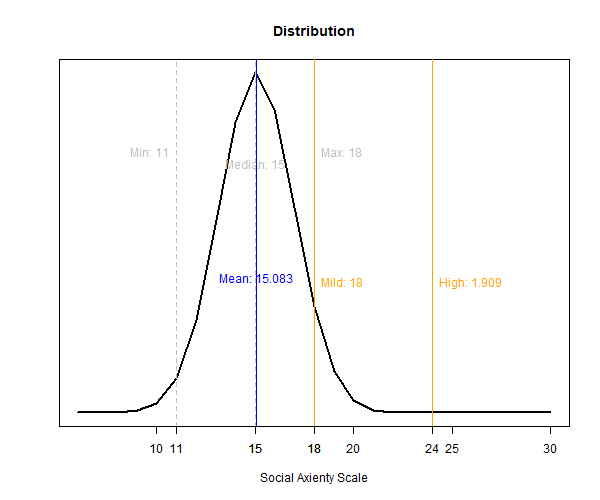 Distribution
Min: 11
Max: 18
Median: 15
Mean: 15.083
Mild: 18
High: 1.909
10 11 15 18 20 24 25 30
Social Axienty Scale